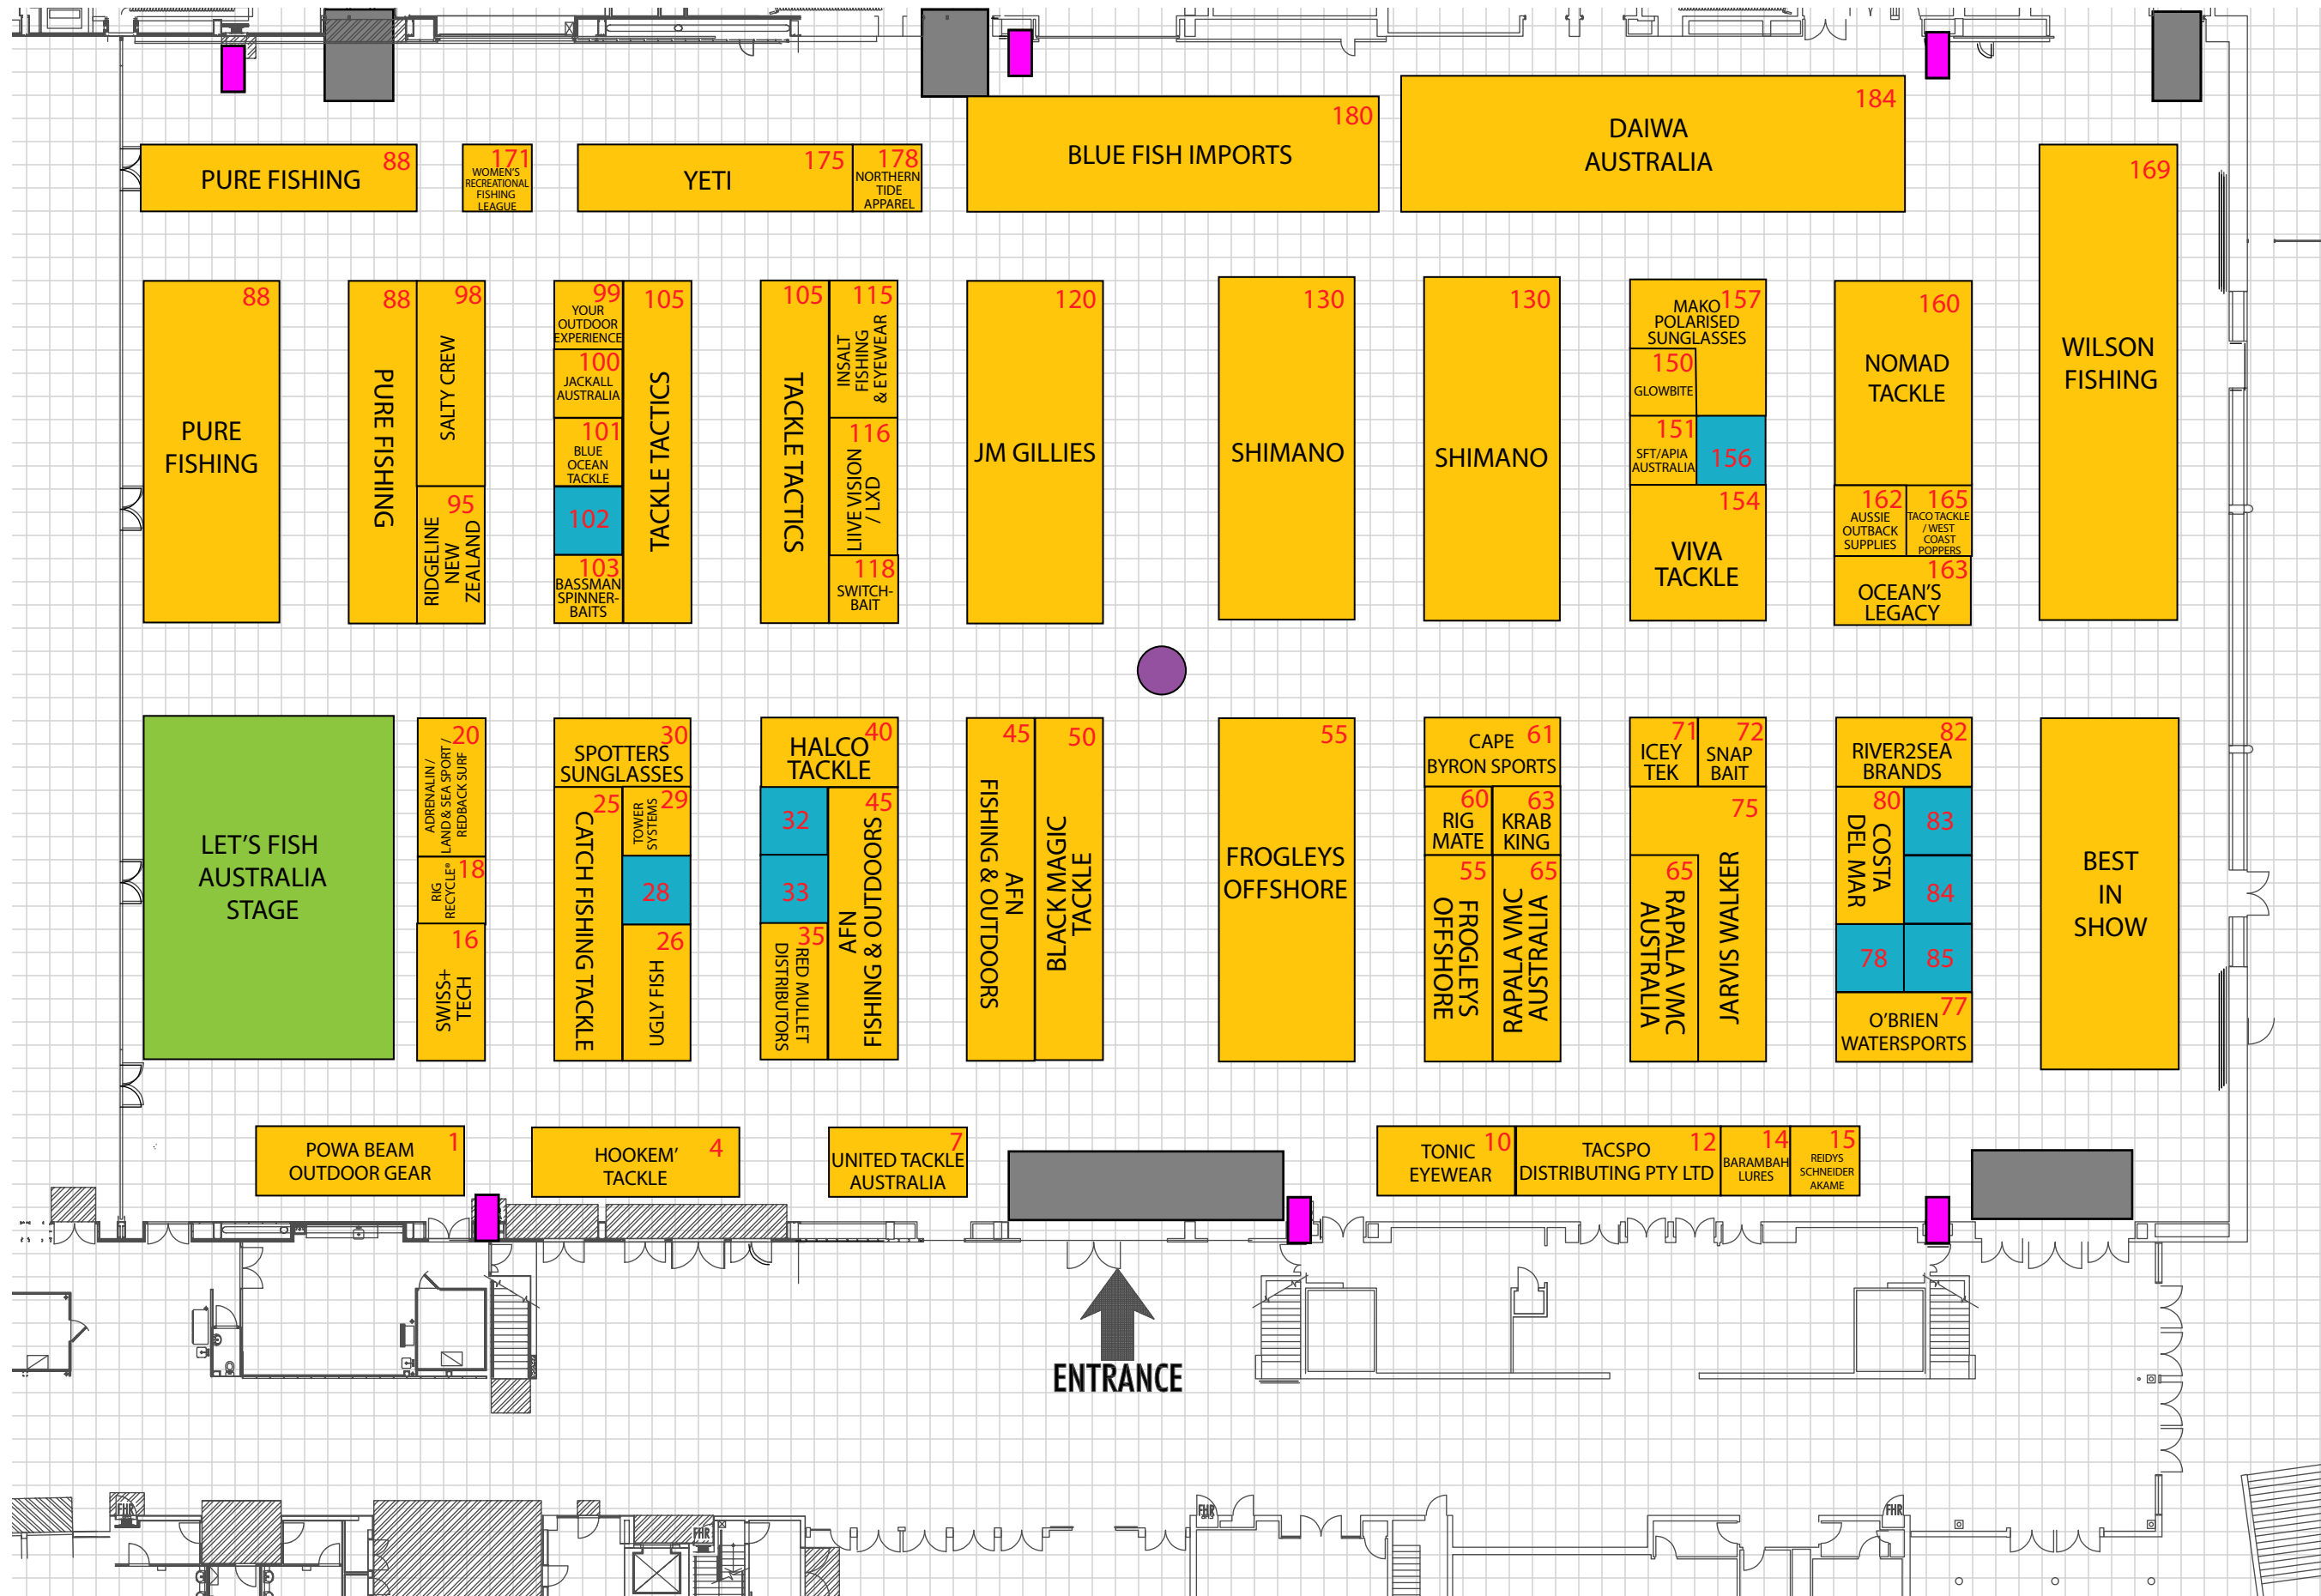 184
DAIWA
AUSTRALIA
180
BLUE FISH IMPORTS
88
PURE FISHING
171
WOMEN'S
RECREATIONAL
FISHING
LEAGUE
175
YETI
178
NORTHERN
TIDE
APPAREL
169
WILSON
FISHING
88
PURE
FISHING
88
PURE FISHING
98
SALTY CREW
95
RIDGELINE
NEW
ZEALAND
99
YOUR
OUTDOOR
EXPERIENCE
100
JACKALL
AUSTRALIA
101
BLUE
OCEAN
TACKLE
102
103
BASSMAN
SPINNER-
BAITS
105
TACKLE TACTICS
105
TACKLE TACTICS
115
INSALT
FISHING
& EYEWEAR
116
LIIVE VISION
/ LXD
118
SWITCH-
BAIT
120
JM GILLIES
130
SHIMANO
130
SHIMANO
157
MAKO
POLARISED
SUNGLASSES
150
GLOWBITE
151
SFT/APIA
AUSTRALIA
156
154
VIVA
TACKLE
160
NOMAD
TACKLE
162
AUSSIE
OUTBACK
SUPPLIES
165
TACO TACKLE
/ WEST
COAST
POPPERS
163
OCEAN'S
LEGACY
LET'S FISH
AUSTRALIA
STAGE
20
ADRENALIN /
LAND & SEA SPORT /
REDBACK SURF
18
RIG
RECYCLE®
16
SWISS+
TECH
30
SPOTTERS
SUNGLASSES
25
CATCH FISHING TACKLE
29
TOWER
SYSTEMS
28
26
UGLY FISH
40
HALCO
TACKLE
32
33
35
RED MULLET
DISTRIBUTORS
45
AFN
FISHING & OUTDOORS
45
AFN
FISHING & OUTDOORS
50
BLACK MAGIC
TACKLE
55
FROGLEYS
OFFSHORE
61
CAPE
BYRON SPORTS
60
RIG
MATE
63
KRAB
KING
55
FROGLEYS
OFFSHORE
65
RAPALA VMC
AUSTRALIA
71
ICEY
TEK
72
SNAP
BAIT
75
JARVIS WALKER
65
RAPALA VMC
AUSTRALIA
82
RIVER2SEA
BRANDS
80
COSTA
DEL MAR
83
84
78
85
77
O'BRIEN
WATERSPORTS
BEST
IN
SHOW
1
POWA BEAM
OUTDOOR GEAR
4
HOOKEM'
TACKLE
7
UNITED TACKLE
AUSTRALIA
10
TONIC
EYEWEAR
12
TACSPO
DISTRIBUTING PTY LTD
14
BARAMBAH
LURES
15
REIDYS
SCHNEIDER
AKAME
ENTRANCE
FHR
FHR
FHR
FHR